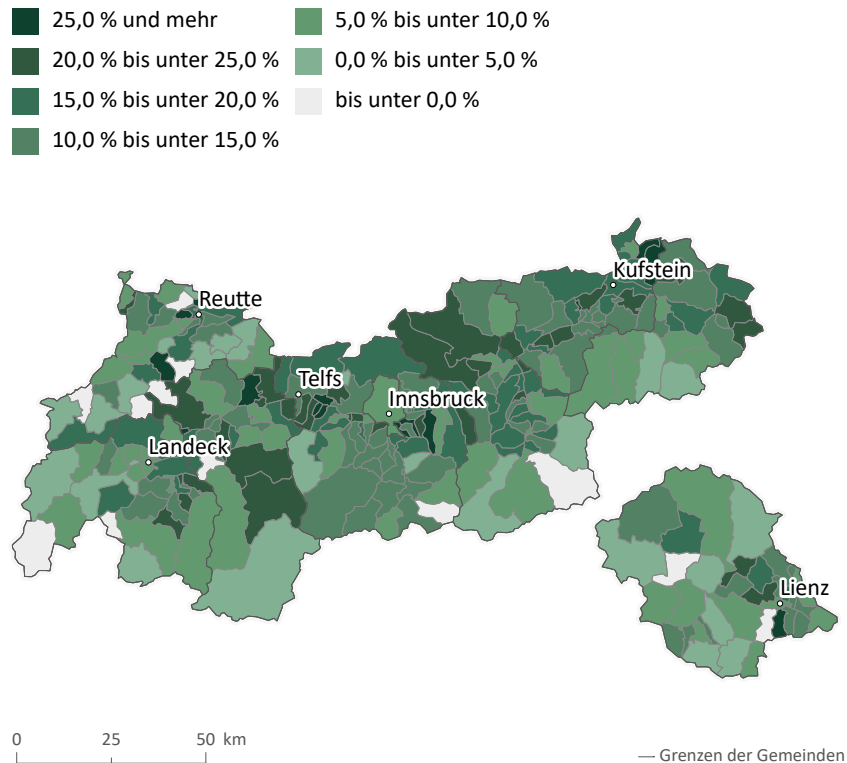 25,0 % und mehr
20,0 % bis unter 25,0 %
15,0 % bis unter 20,0 %
10,0 % bis unter 15,0 %
5,0 % bis unter 10,0 %
0,0 % bis unter 5,0 %
bis unter 0,0 %
Kufstein
Reutte
Telfs
Innsbruck
Landeck
Lienz
0 25 50 km
Grenzen der Gemeinden